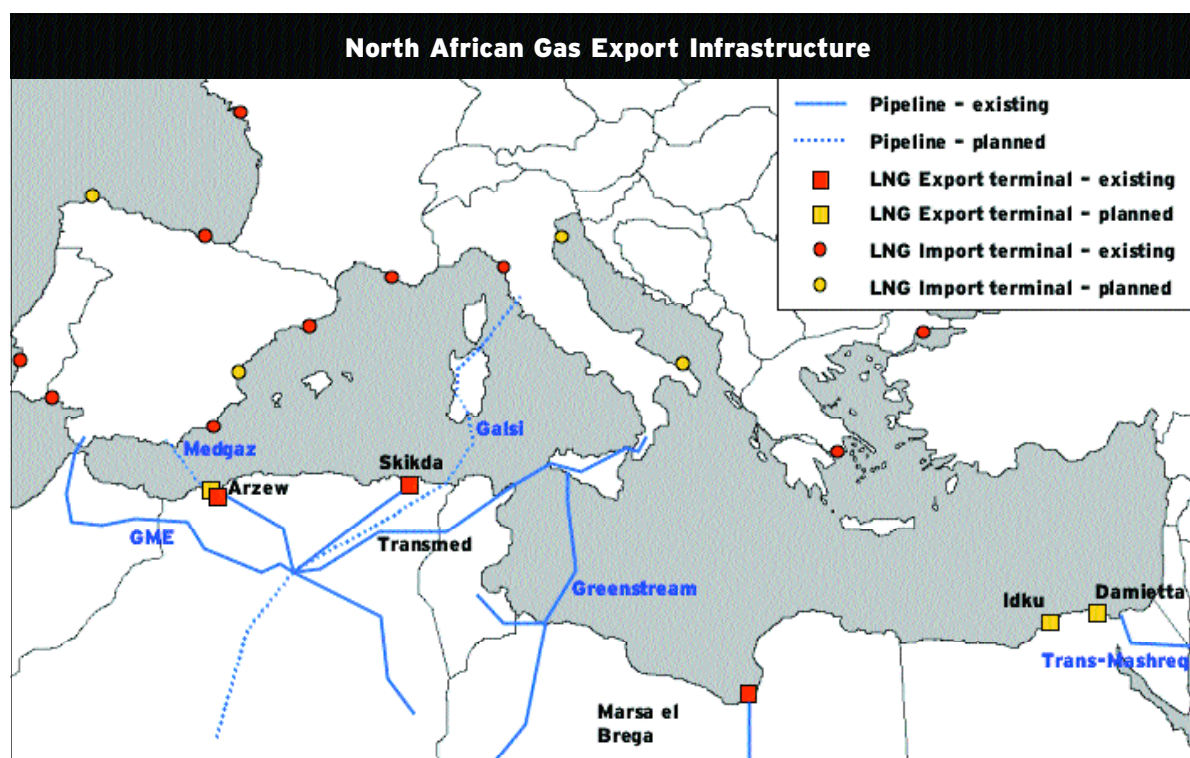 North African Gas Export Infrastructure
Pipeline - existing
Pipeline - planned
LNG Export terminal - existing
LNG Export terminal - planned
LNG Import terminal - existing
LNG Import terminal - planned
Medgaz
Galsi
Skikda
Arzew
GME
Transmed
Greenstream
Idku
Damietta
Trans-Mashreq
Marsa el
Brega